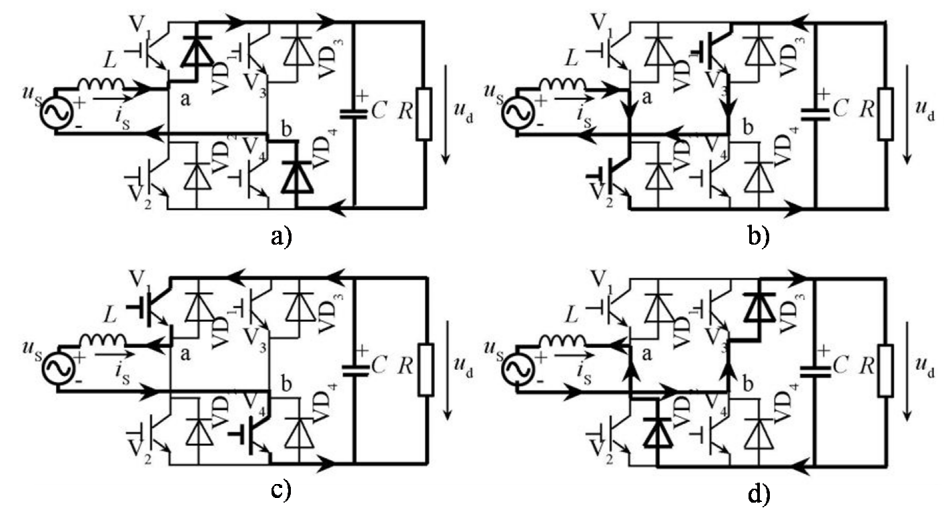 V1
VD1
VD3
L
a
V3
us
+
-
is
+
C
R
ud
VD2
b
V4
VD4
V2
a)
V1
VD1
VD3
L
a
V3
us
+
-
is
+
C
R
ud
VD2
b
V4
VD4
V2
b)
V1
VD1
VD3
L
a
V3
us
+
-
is
+
C
R
ud
VD2
b
V4
VD4
V2
c)
V1
VD1
VD3
L
a
V3
us
+
-
is
+
C
R
ud
VD
b
V4
VD4
V2
d)